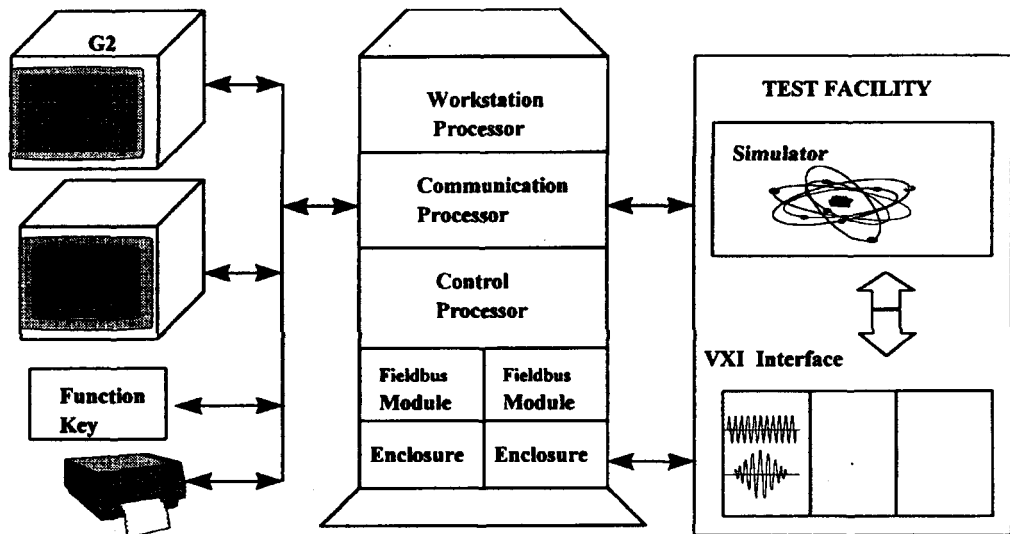 G2
Function
Key
Workstation
Processor
Communication
Processor
Control
Processor
Fieldbus
Module
Fieldbus
Module
Enclosure
Enclosure
TEST FACILITY
Simulator
VXI Interface